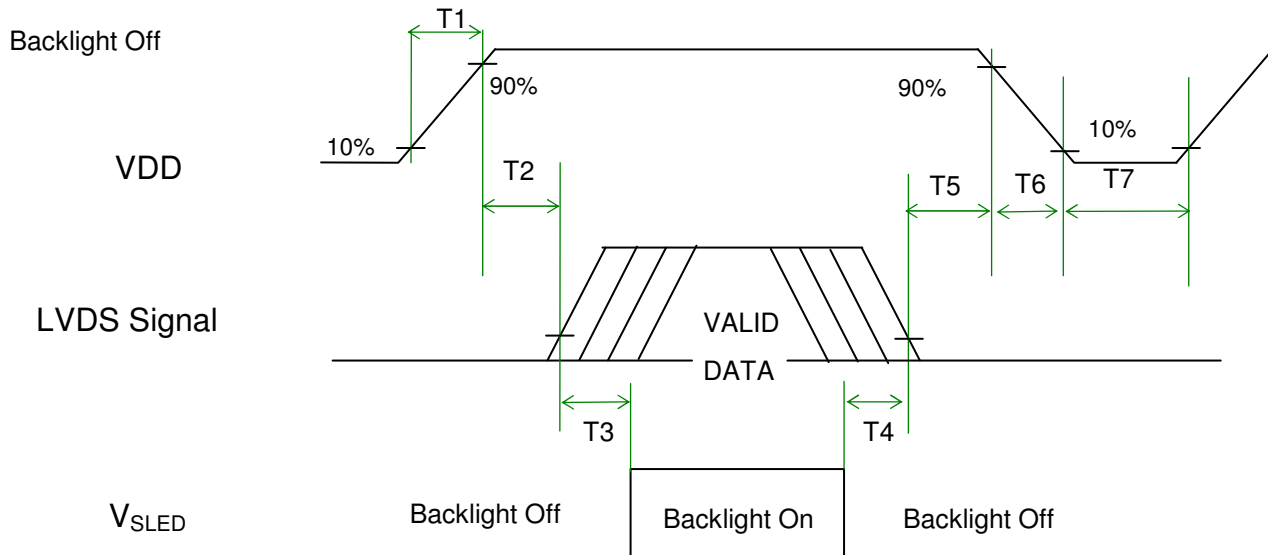 T1
Backlight Off
90%
90%
10%
10%
VDD
T2
T5
T6
T7
LVDS Signal
VALID
DATA
T3
T4
VSLED
Backlight Off
Backlight On
Backlight Off